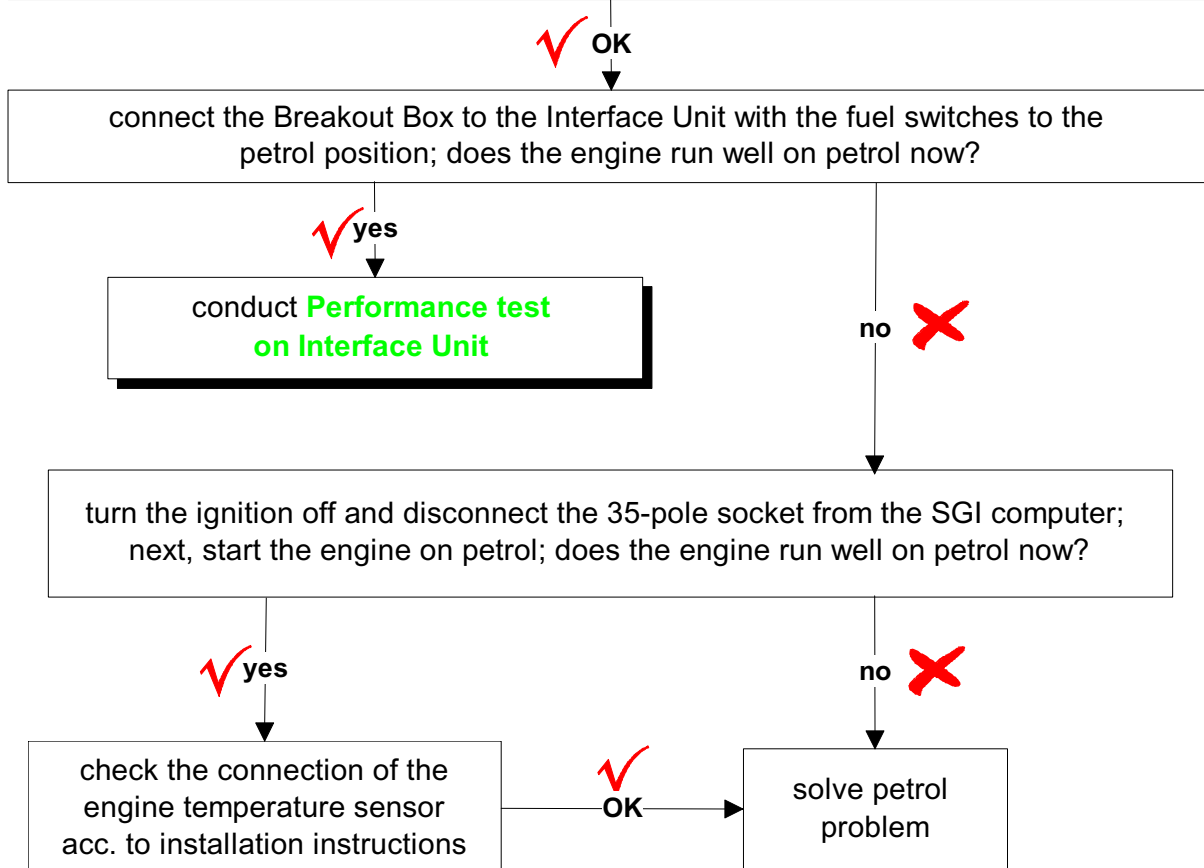 OK
connect the Breakout Box to the Interface Unit with the fuel switches to the
petrol position; does the engine run well on petrol now?
yes
conduct Performance test
on Interface Unit
no
turn the ignition off and disconnect the 35-pole socket from the SGI computer;
next, start the engine on petrol; does the engine run well on petrol now?
yes
no
check the connection of the
engine temperature sensor
acc. to installation instructions
OK
solve petrol
problem